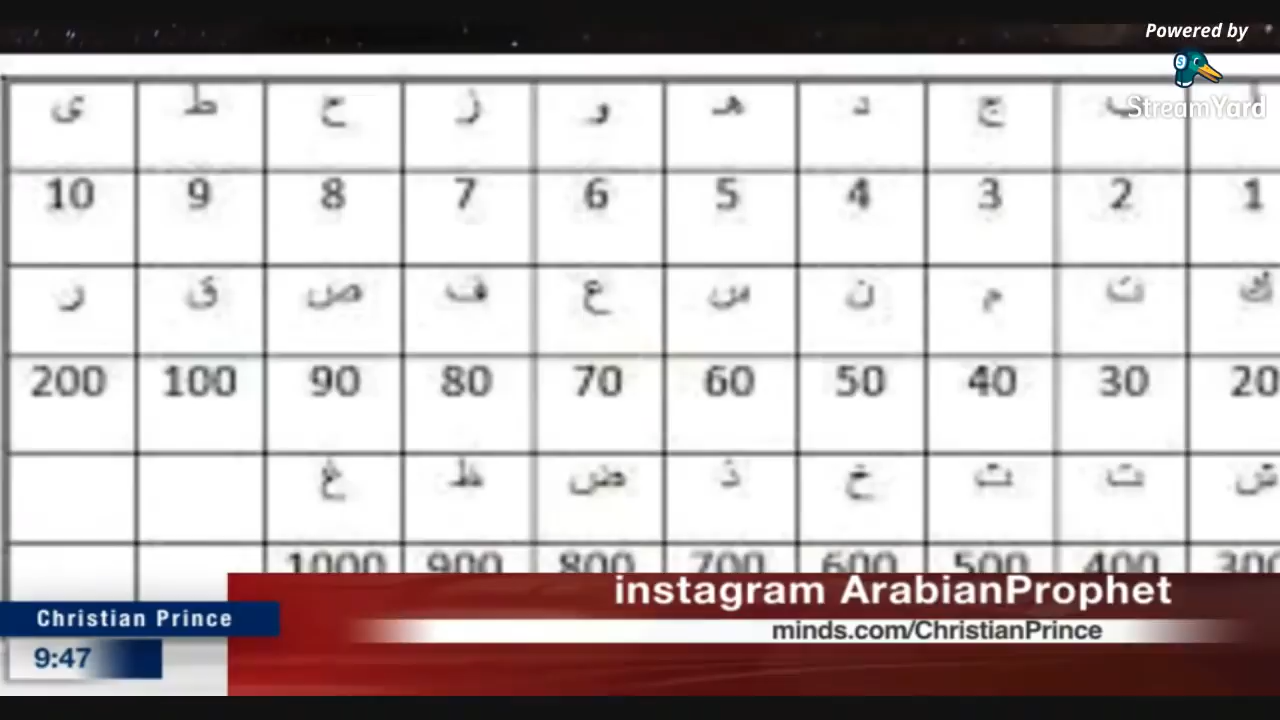 Powered by
StreamYard
ا ب ج د هـ و ز ح ط ى
1 2 3 4 5 6 7 8 9 10
ك ت م ن س ع ف ص ق ر
20 30 40 50 60 70 80 90 100 200
ش ت ث خ ذ ض ظ غ
300 400 500 600 700 800 900 1000
instagram ArabianProphet
Christian Prince
minds.com/ChristianPrince
9:47